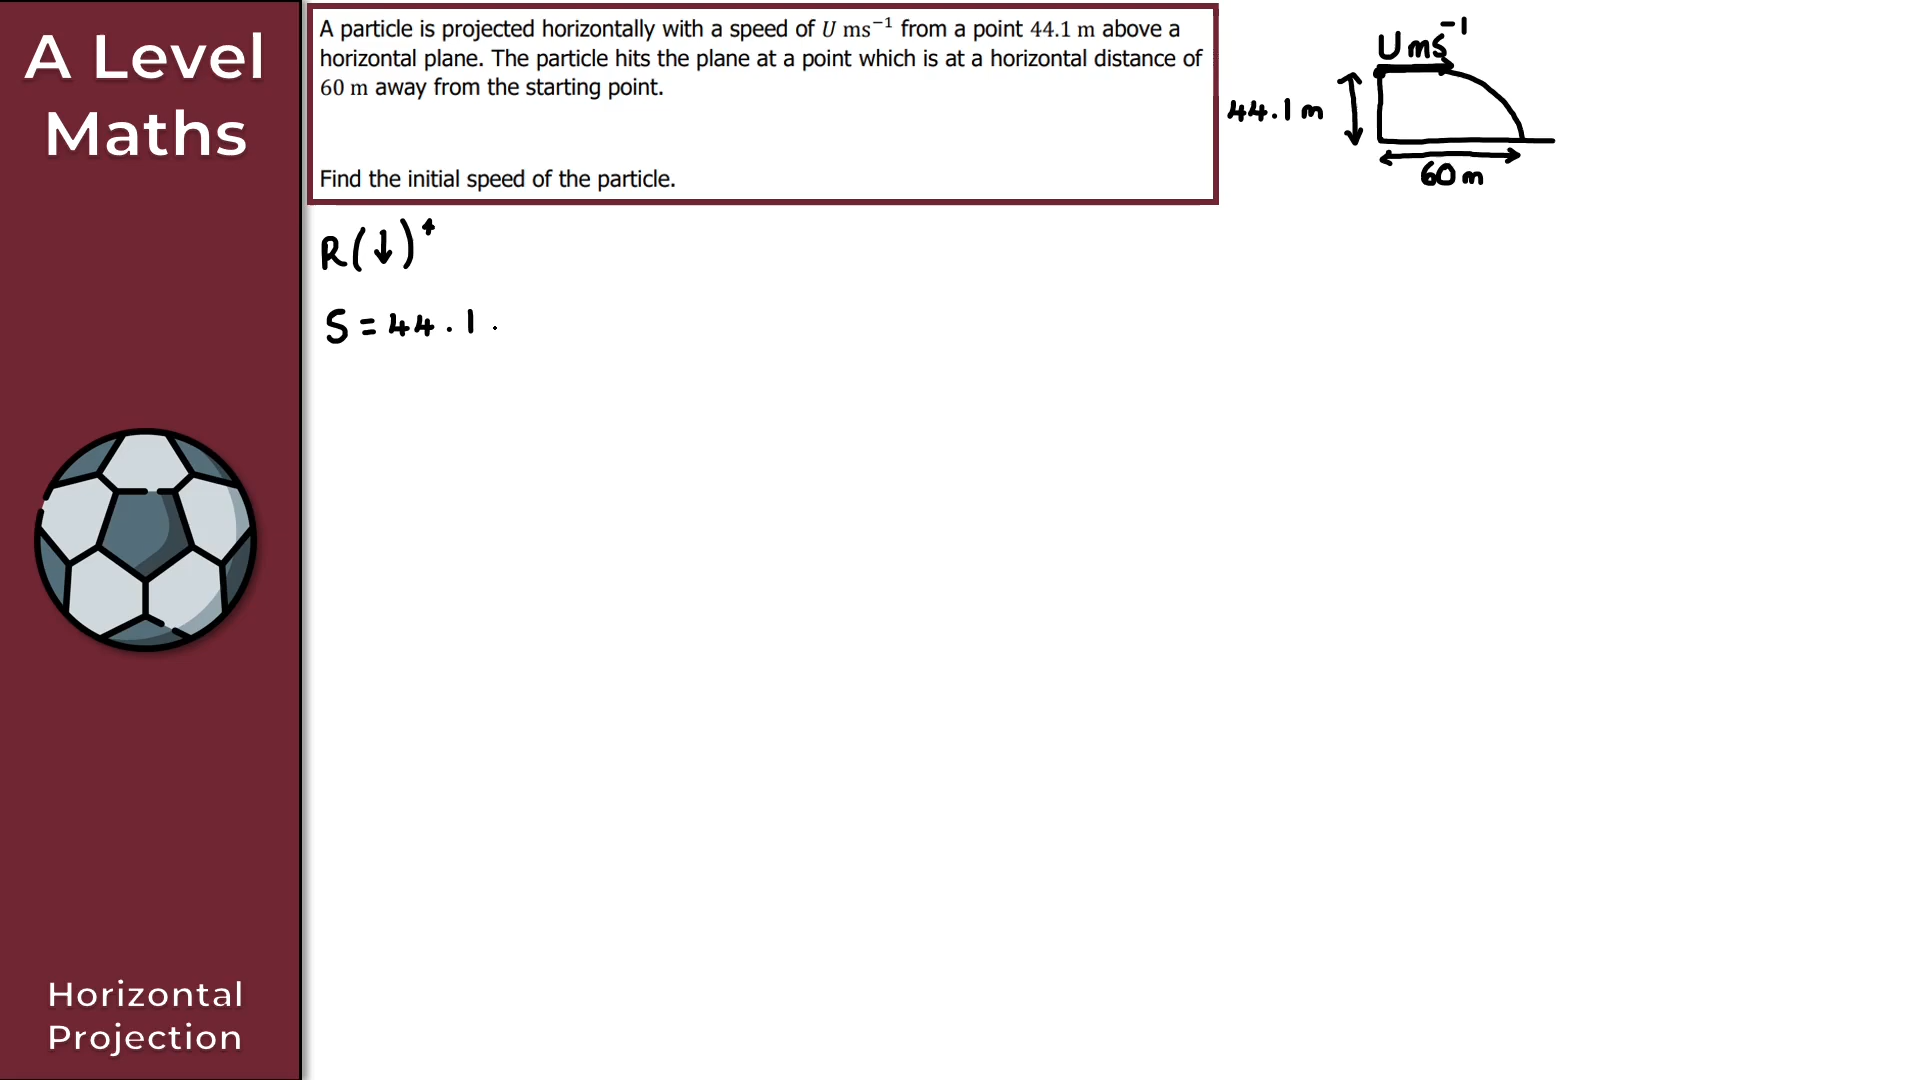 A Level
Maths
A particle is projected horizontally with a speed of U ms⁻¹ from a point 44.1 m above a
horizontal plane. The particle hits the plane at a point which is at a horizontal distance of
60 m away from the starting point.
Find the initial speed of the particle.
U ms⁻¹
44.1 m
60 m
R(↓)⁺
S = 44.1
Horizontal
Projection